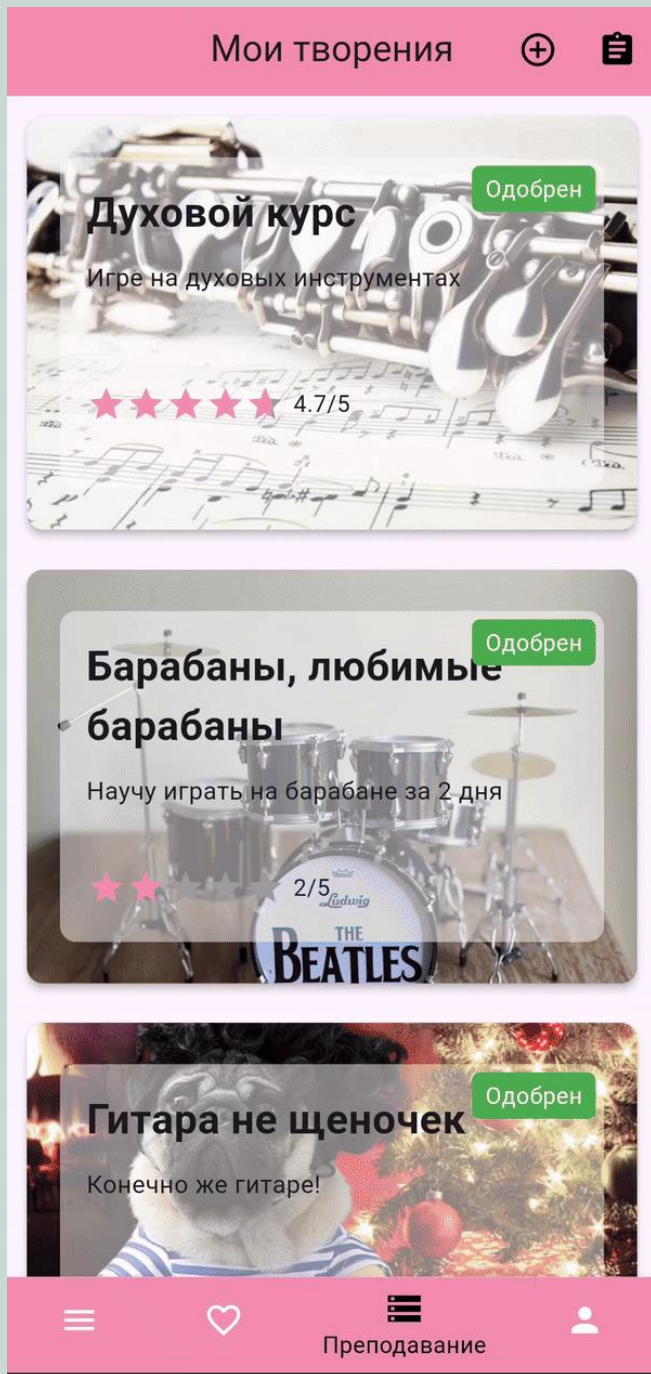 Мои творения
Одобрен
Духовой курс
Игре на духовых инструментах
4.7/5
Одобрен
Барабаны, любимые
барабаны
Научу играть на барабане за 2 дня
2/5
Ludwig
THE
BEATLES
Одобрен
Гитара не щеночек
Конечно же гитаре!
Преподавание